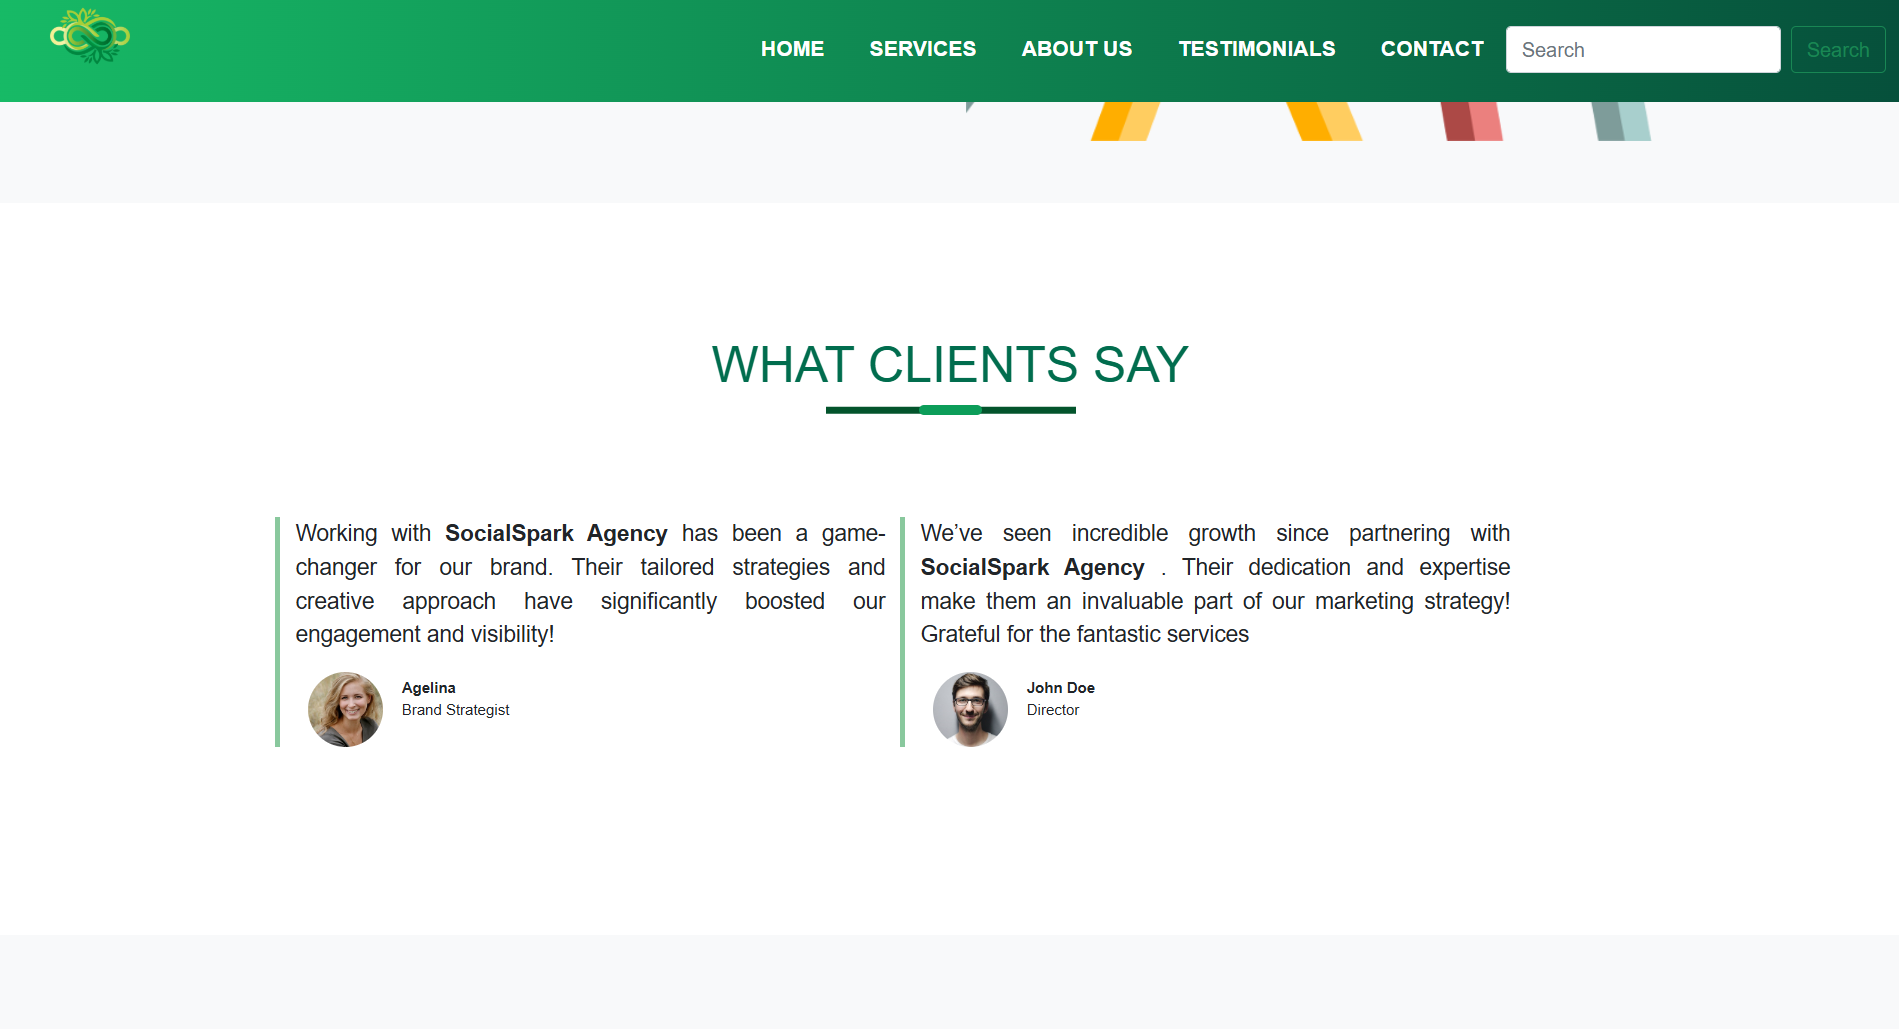 HOME SERVICES ABOUT US TESTIMONIALS CONTACT Search Search
WHAT CLIENTS SAY
Working with SocialSpark Agency has been a game-
changer for our brand. Their tailored strategies and
creative approach have significantly boosted our
engagement and visibility!
Agelina
Brand Strategist
We’ve seen incredible growth since partnering with
SocialSpark Agency . Their dedication and expertise
make them an invaluable part of our marketing strategy!
Grateful for the fantastic services
John Doe
Director